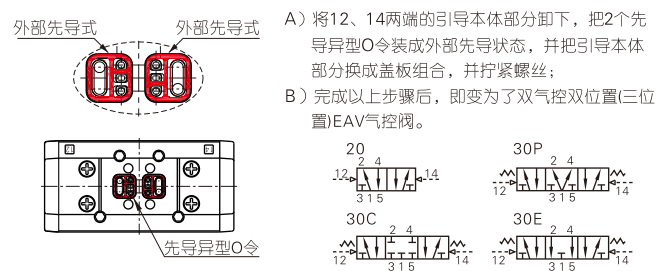 外部先导式 外部先导式
先导异型O令
A）将12、14两端的引导本体部分卸下，把2个先
导异型O令装成外部先导状态，并把引导本体
部分换成盖板组合，并拧紧螺丝；
B）完成以上步骤后，即变为了双气控双位置(三位
置)EAV气控阀。
20
2 4
12 14
3 1 5
30P
2 4
12 14
3 1 5
30C
2 4
12 14
3 1 5
30E
2 4
12 14
3 1 5